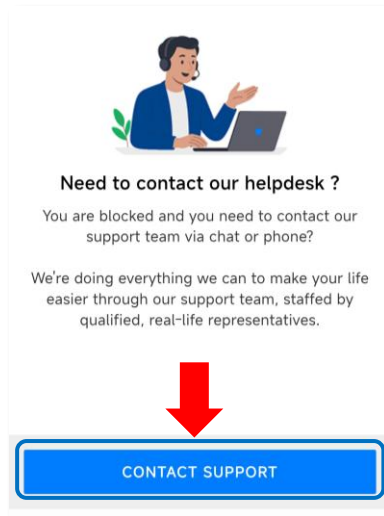 Need to contact our helpdesk ?
You are blocked and you need to contact our
support team via chat or phone?
We're doing everything we can to make your life
easier through our support team, staffed by
qualified, real-life representatives.
CONTACT SUPPORT